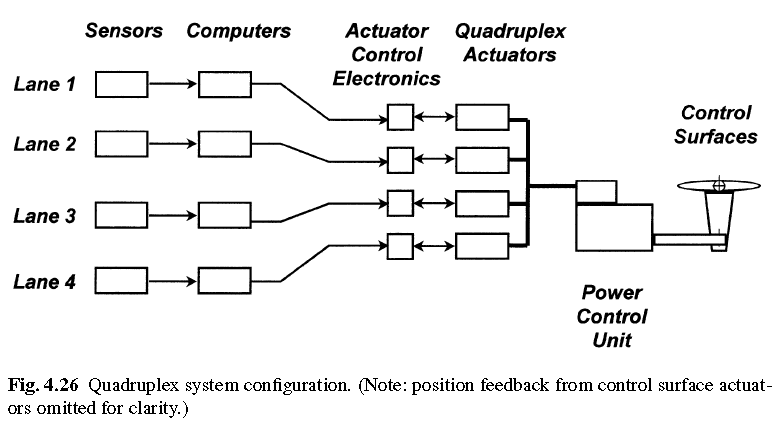 Sensors Computers Actuator Quadruplex
Control Actuators
Electronics
Lane 1
Control
Surfaces
Lane 2
Lane 3
Lane 4
Power
Control
Unit
Fig. 4.26 Quadruplex system configuration. (Note: position feedback from control surface actuat-
ors omitted for clarity.)